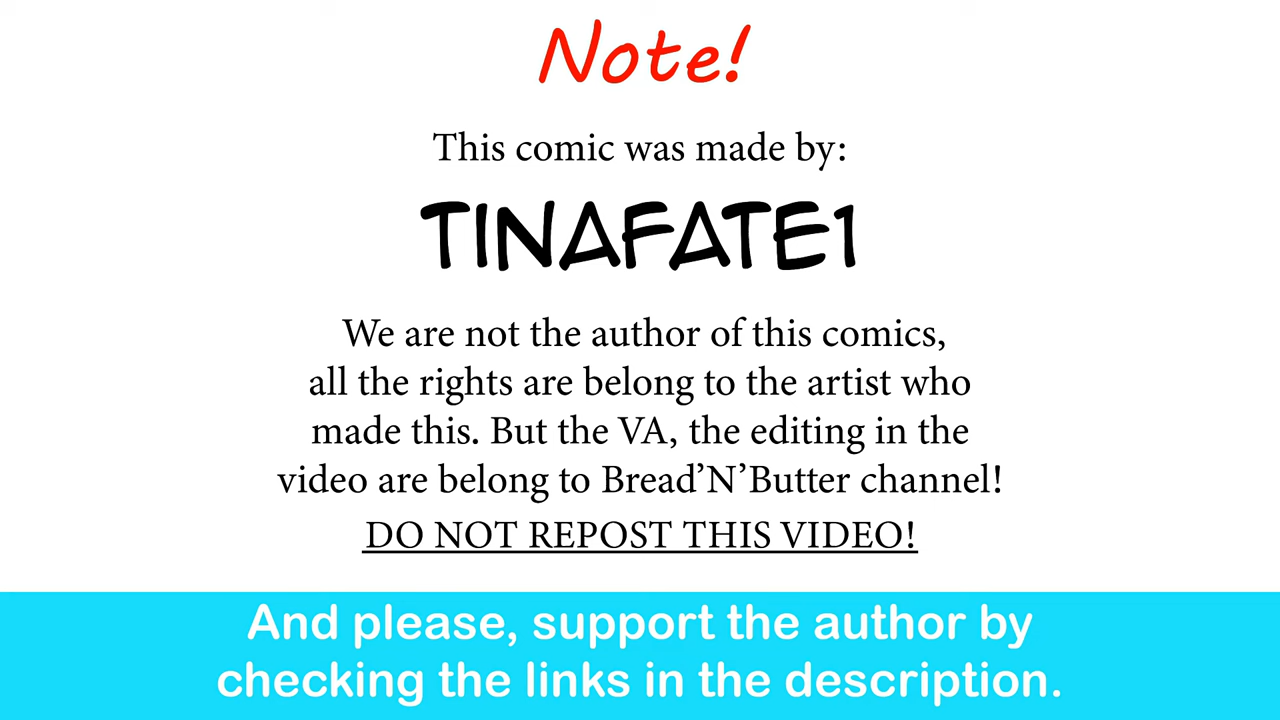 Note!
This comic was made by:
TINAFATE1
We are not the author of this comics,
all the rights are belong to the artist who
made this. But the VA, the editing in the
video are belong to Bread’N’Butter channel!
DO NOT REPOST THIS VIDEO!
And please, support the author by
checking the links in the description.